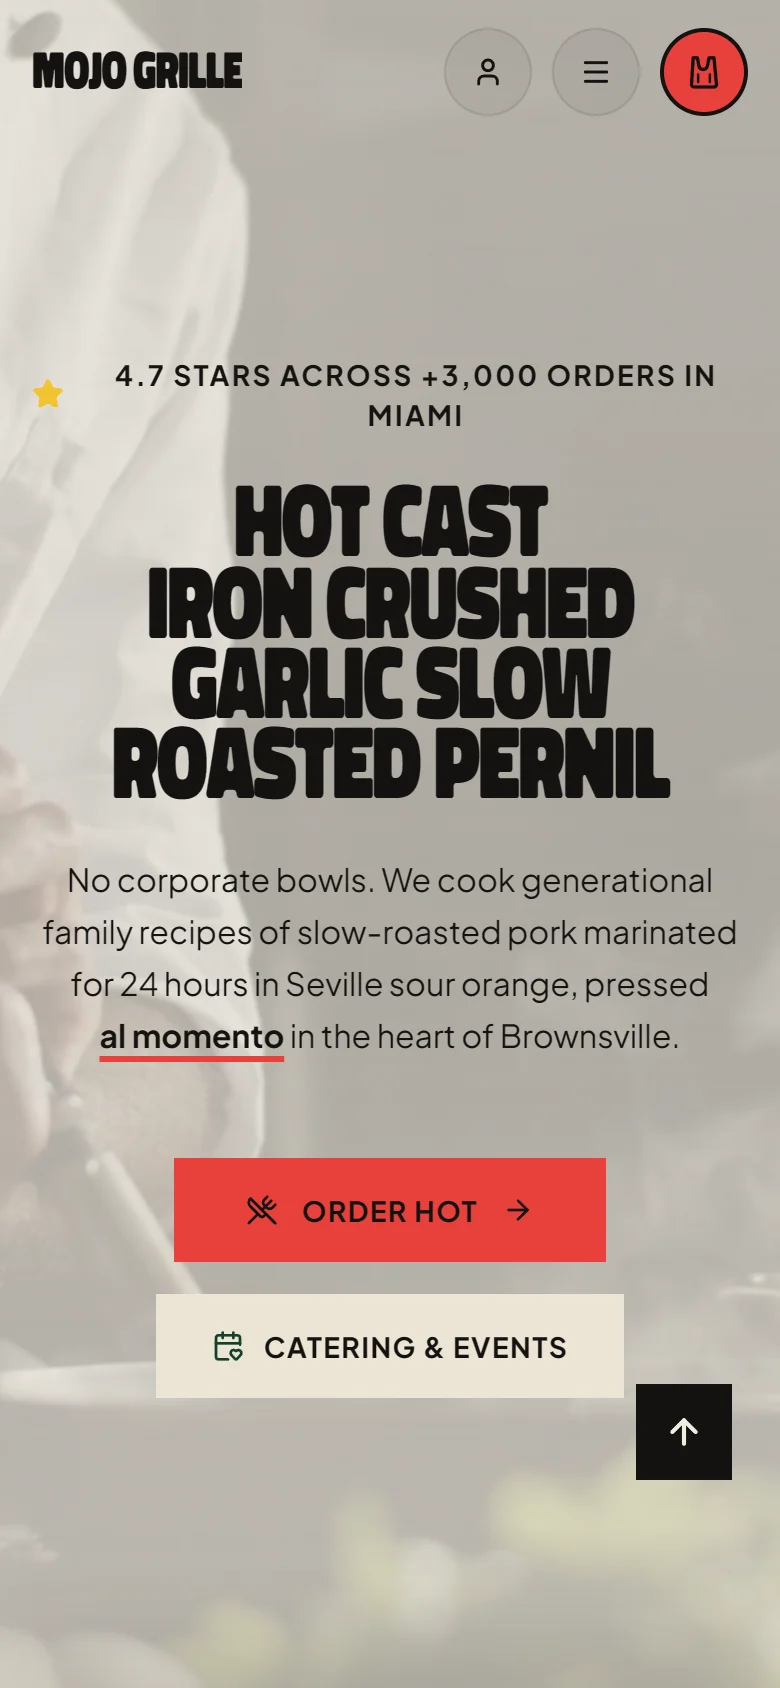 MOJO GRILLE
4.7 STARS ACROSS +3,000 ORDERS IN
MIAMI
HOT CAST
IRON CRUSHED
GARLIC SLOW
ROASTED PERNIL
No corporate bowls. We cook generational
family recipes of slow-roasted pork marinated
for 24 hours in Seville sour orange, pressed
al momento in the heart of Brownsville.
ORDER HOT
CATERING & EVENTS